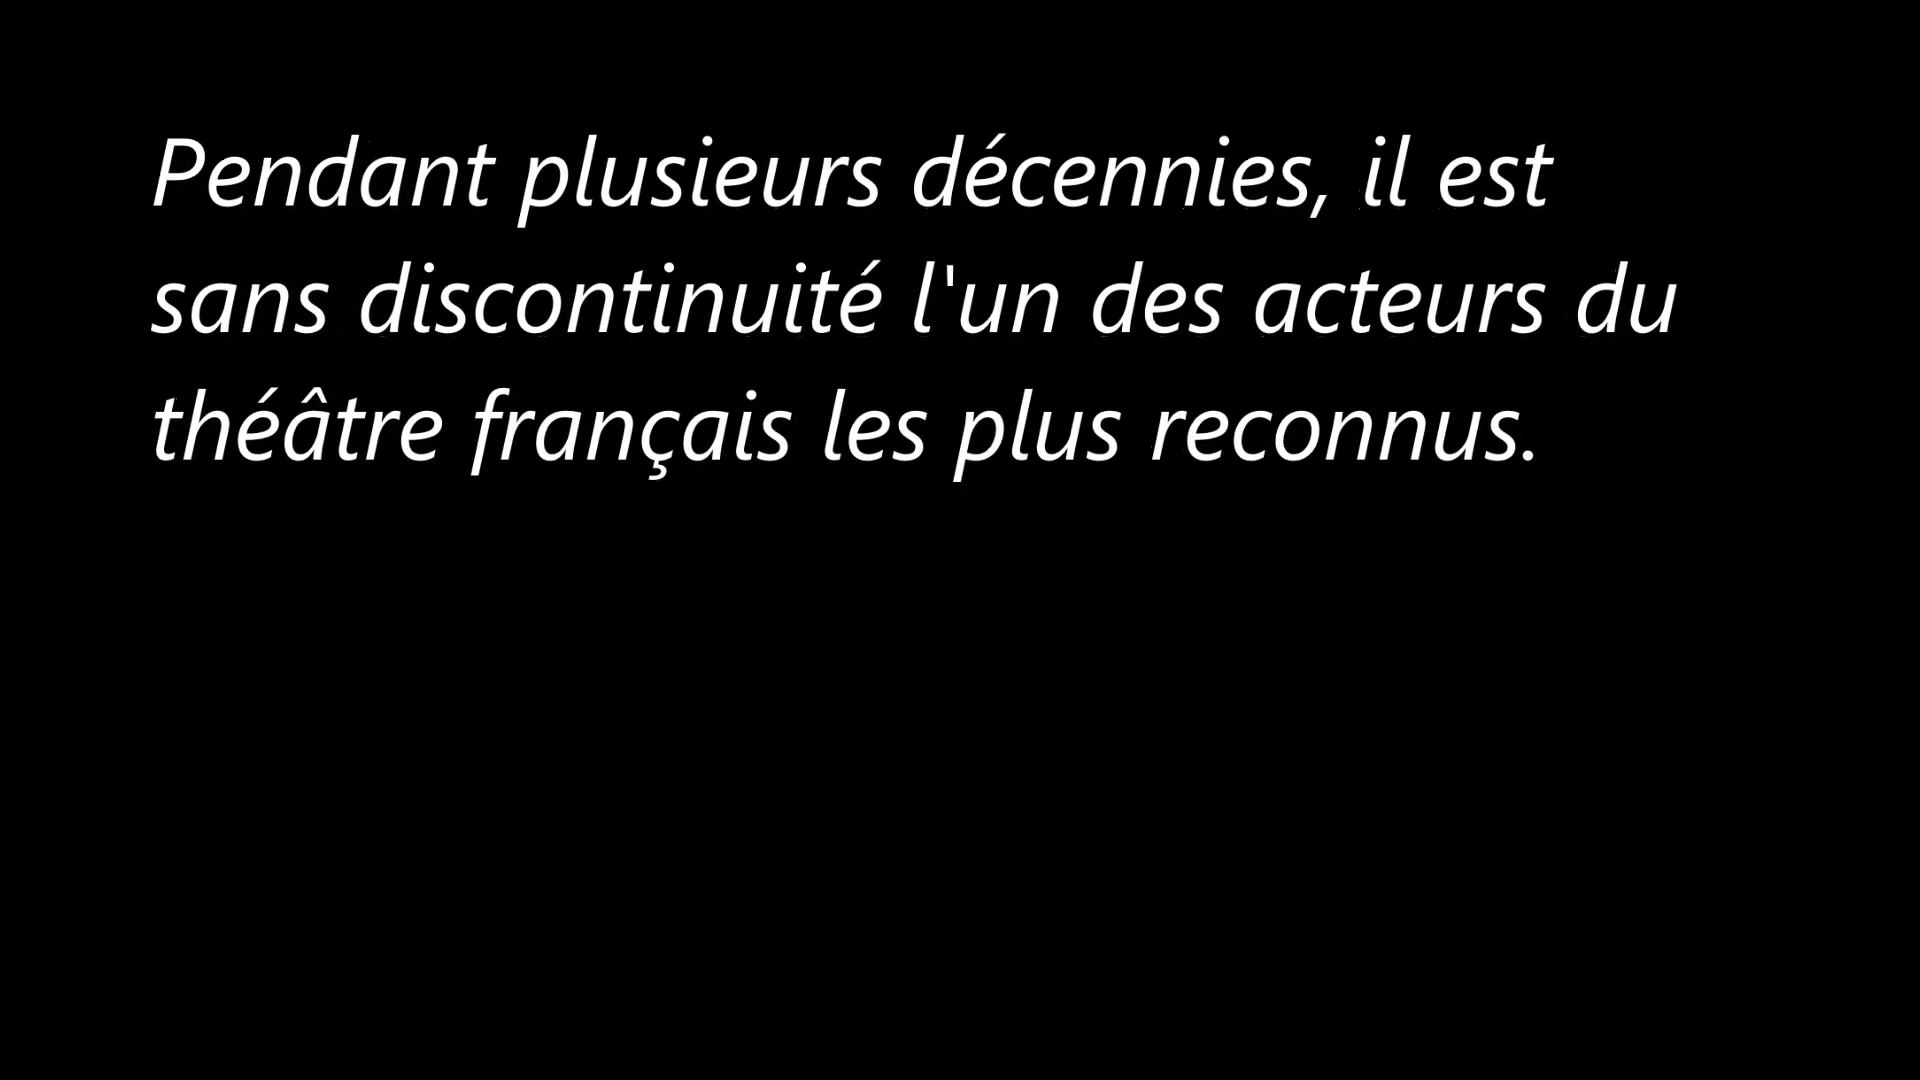 Pendant plusieurs décennies, il est
sans discontinuité l'un des acteurs du
théâtre français les plus reconnus.